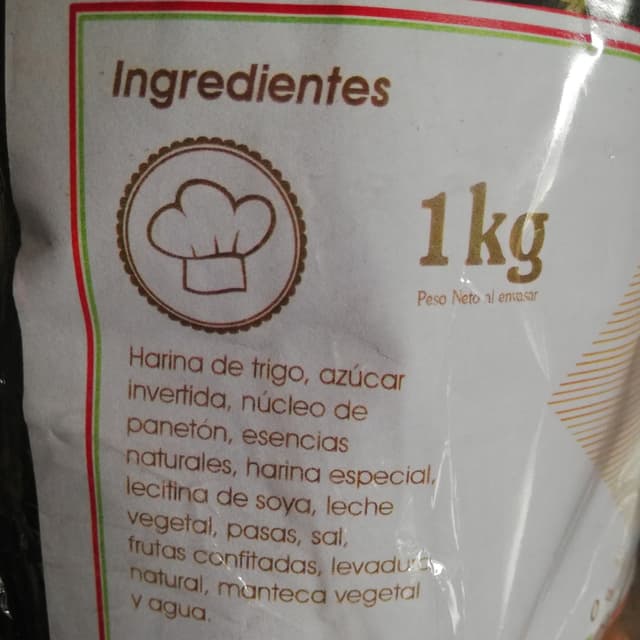 Ingredientes
1kg
Peso Neto al envasar
Harina de trigo, azúcar
invertida, núcleo de
panetón, esencias
naturales, harina especial,
lecitina de soya, leche
vegetal, pasas, sal,
frutas confitadas, levadura
natural, manteca vegetal
y agua.